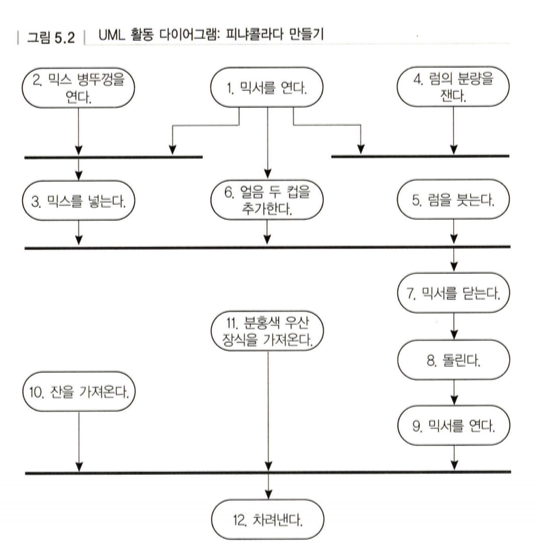 그림 5.2 UML 활동 다이어그램: 피냐콜라다 만들기
2. 믹스 병뚜껑을
연다.
1. 믹서를 연다.
4. 럼의 분량을
잰다.
3. 믹스를 넣는다.
6. 얼음 두 컵을
추가한다.
5. 럼을 붓는다.
7. 믹서를 닫는다.
11. 분홍색 우산
장식을 가져온다.
8. 돌린다.
10. 잔을 가져온다.
9. 믹서를 연다.
12. 차려낸다.